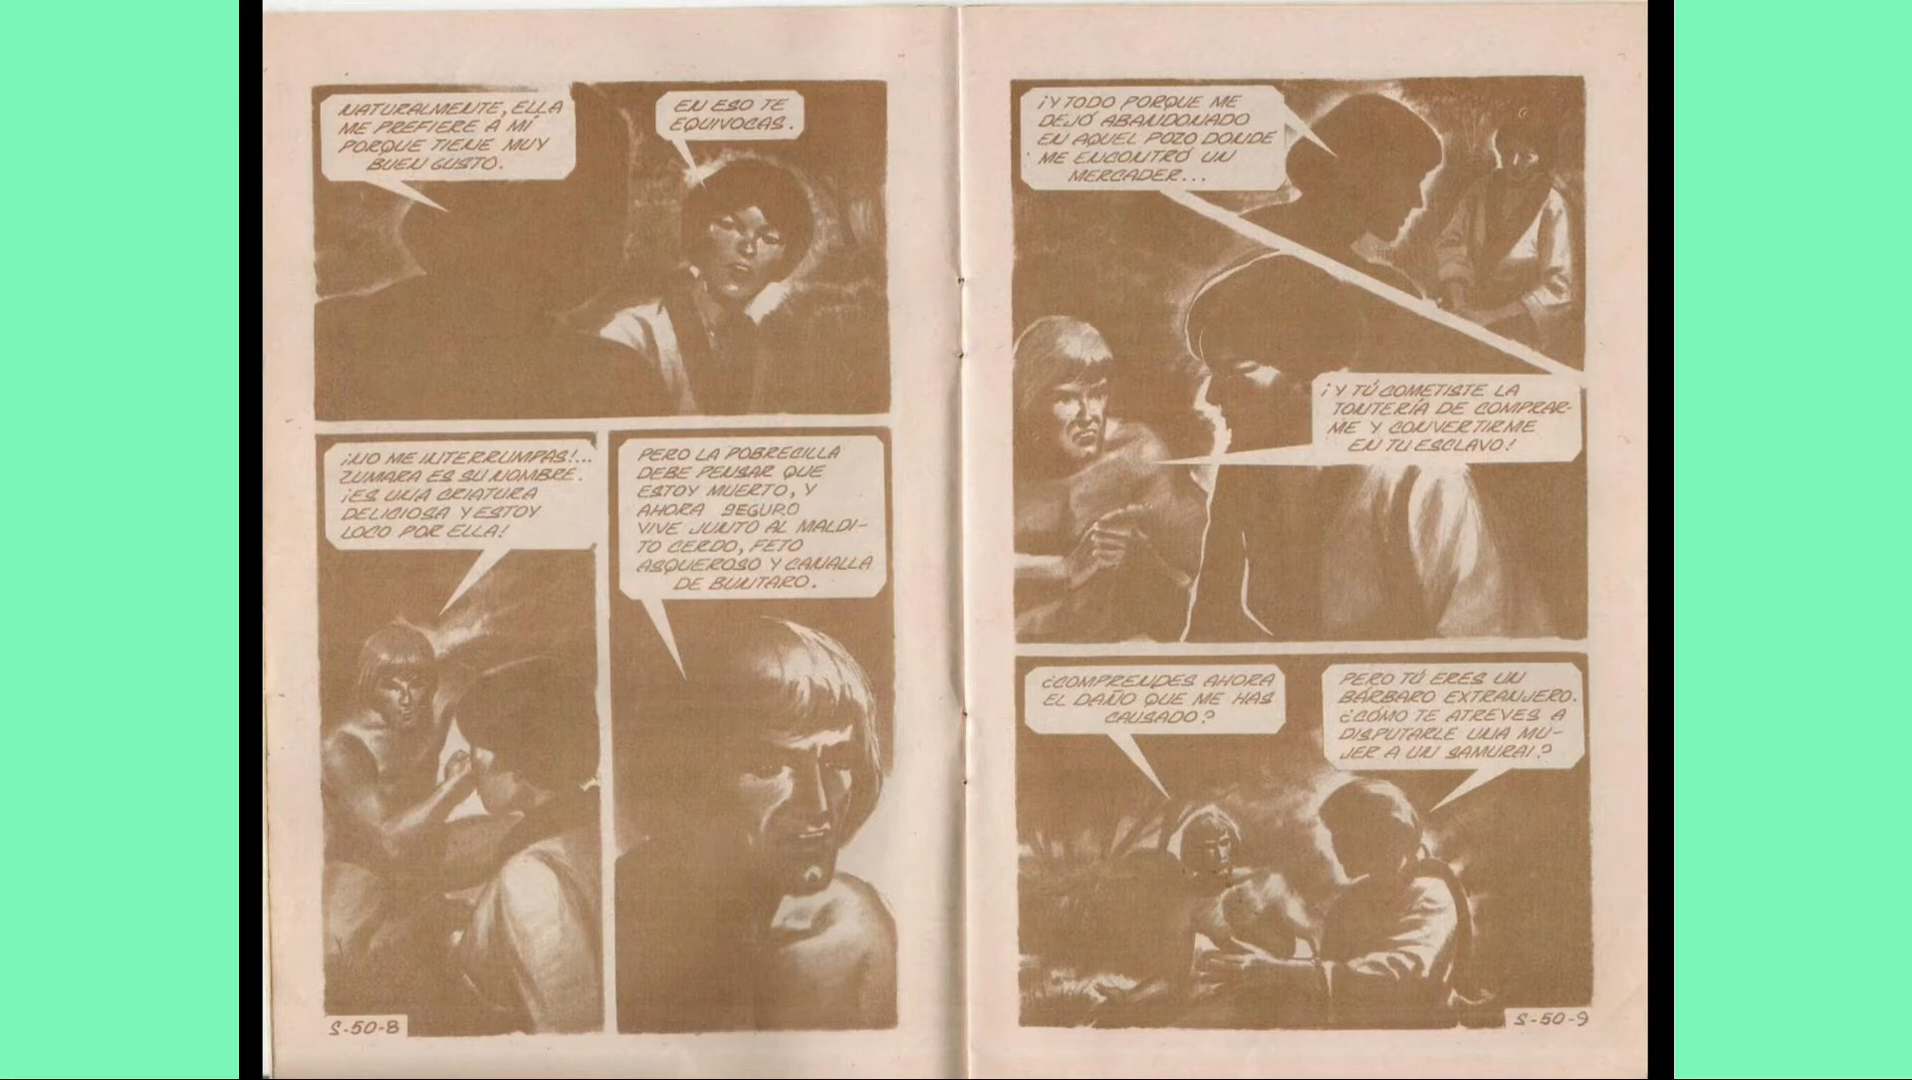 NATURALMENTE, ELLA
ME PREFIERE A MÍ
PORQUE TIENE MUY
BUEN GUSTO.
EN ESO TE
EQUIVOCAS.
¡NO ME INTERRUMPAS!...
ZUMARA ES SU NOMBRE.
¡ES UNA CRIATURA
DELICIOSA Y ESTOY
LOCO POR ELLA!
PERO LA POBRECILLA
DEBE PENSAR QUE
ESTOY MUERTO, Y
AHORA SEGURO
VIVE JUNTO AL MALDI-
TO CERDO, FETO
ASQUEROSO Y CANALLA
DE BUNTARO.
S-50-8
¡Y TODO PORQUE ME
DEJÓ ABANDONADO
EN AQUEL POZO DONDE
ME ENCONTRÓ UN
MERCADER...
¡Y TÚ COMETISTE LA
TONTERÍA DE COMPRAR-
ME Y CONVERTIRME
EN TU ESCLAVO!
¿COMPRENDES AHORA
EL DAÑO QUE ME HAS
CAUSADO?
PERO TÚ ERES UN
BÁRBARO EXTRANJERO.
¿CÓMO TE ATREVES A
DISPUTARLE UNA MU-
JER A UN SAMURAI?
S-50-9